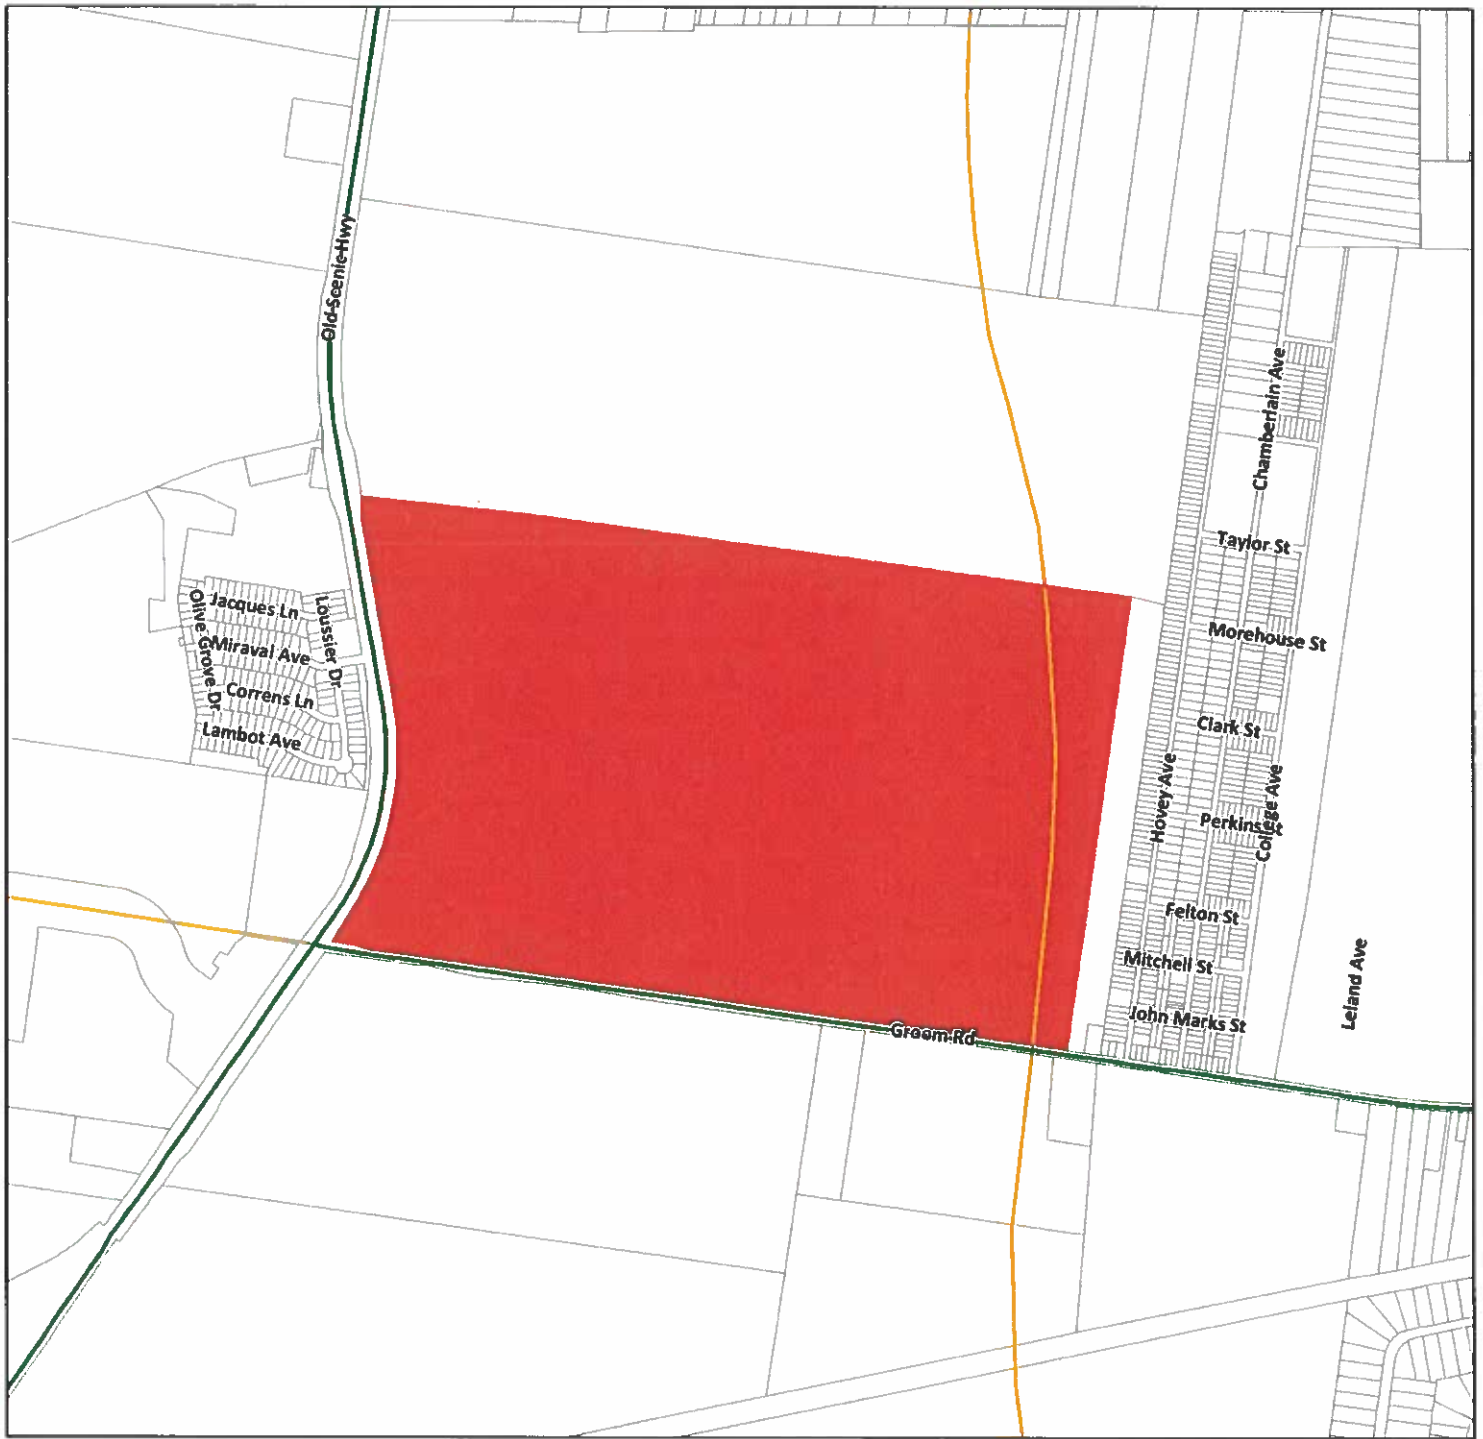 Old Scenic Hwy
Chamberlain Ave
Taylor St
Jacques Ln
Loussier Dr
Olive Grove Dr
Miraval Ave
Morehouse St
Correns Ln
Lambot Ave
Clark St
Hovey Ave
College Ave
Perkins St
Felton St
Mitchell St
Leland Ave
John Marks St
Groom Rd